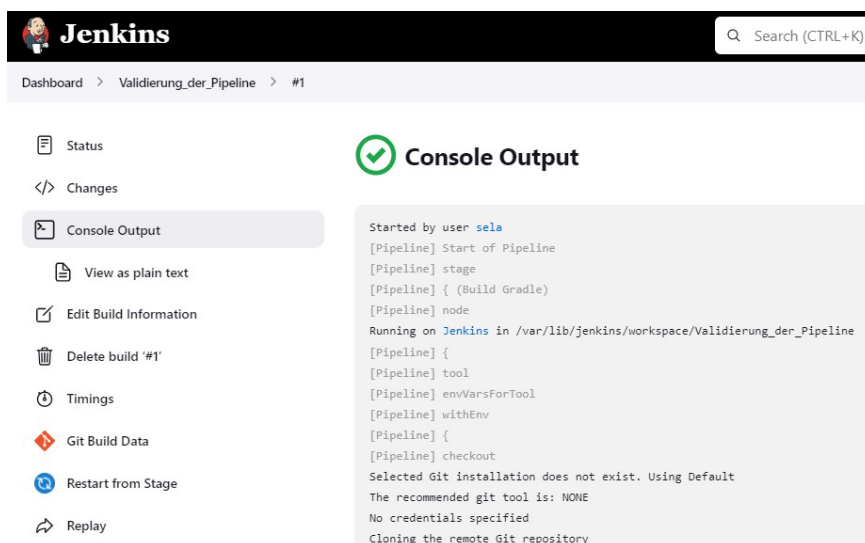 Jenkins
Search (CTRL+K)
Dashboard > Validierung_der_Pipeline > #1
Status
Changes
Console Output
View as plain text
Edit Build Information
Delete build ‘#1’
Timings
Git Build Data
Restart from Stage
Replay
Console Output
Started by user sela
[Pipeline] Start of Pipeline
[Pipeline] stage
[Pipeline] { (Build Gradle)
[Pipeline] node
Running on Jenkins in /var/lib/jenkins/workspace/Validierung_der_Pipeline
[Pipeline] {
[Pipeline] tool
[Pipeline] envVarsForTool
[Pipeline] withEnv
[Pipeline] {
[Pipeline] checkout
Selected Git installation does not exist. Using Default
The recommended git tool is: NONE
No credentials specified
Cloning the remote Git repository